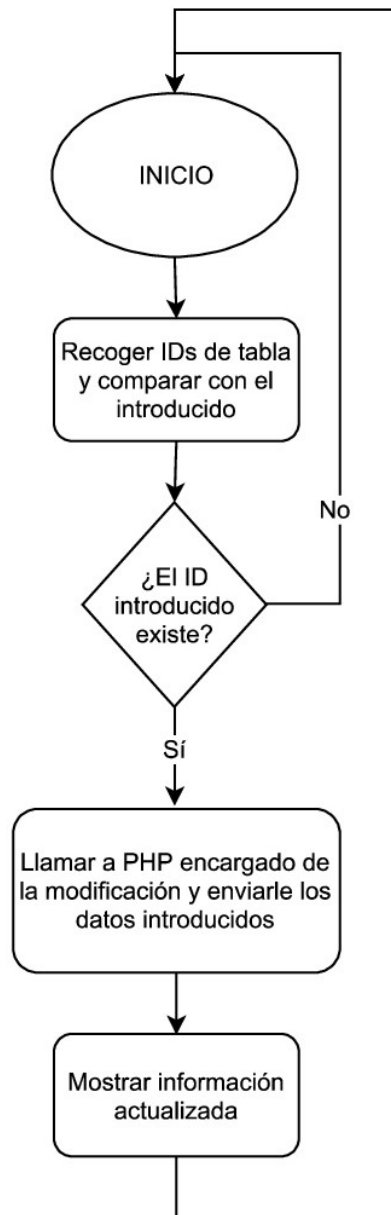 INICIO
Recoger IDs de tabla
y comparar con el
introducido
¿El ID
introducido
existe?
No
Sí
Llamar a PHP encargado de
la modificación y enviarle los
datos introducidos
Mostrar información
actualizada